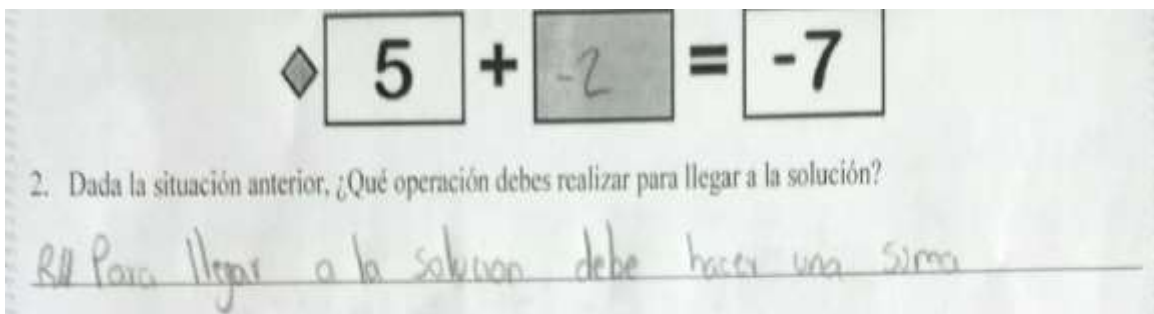 5 + -2 = -7
2. Dada la situación anterior, ¿Qué operación debes realizar para llegar a la solución?
R// Para llegar a la solucion debe hacer una suma